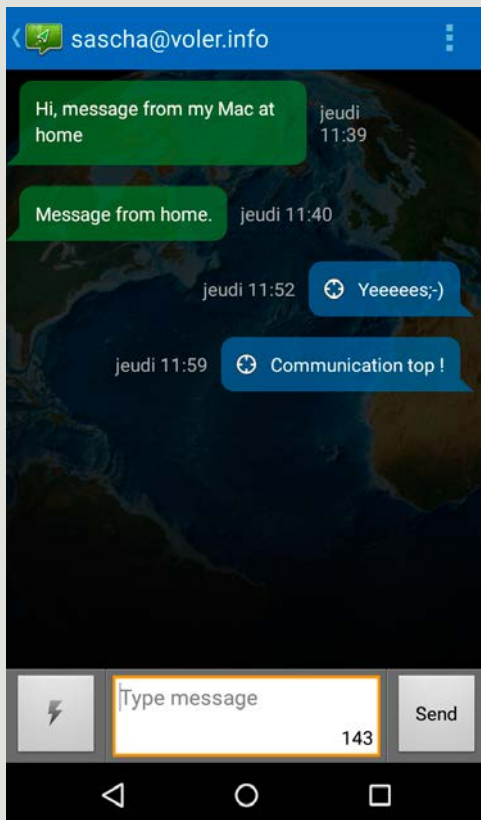 sascha@voler.info
Hi, message from my Mac at
home
jeudi
11:39
Message from home.
jeudi 11:40
jeudi 11:52
Yeeeees;-)
jeudi 11:59
Communication top !
Type message
143
Send